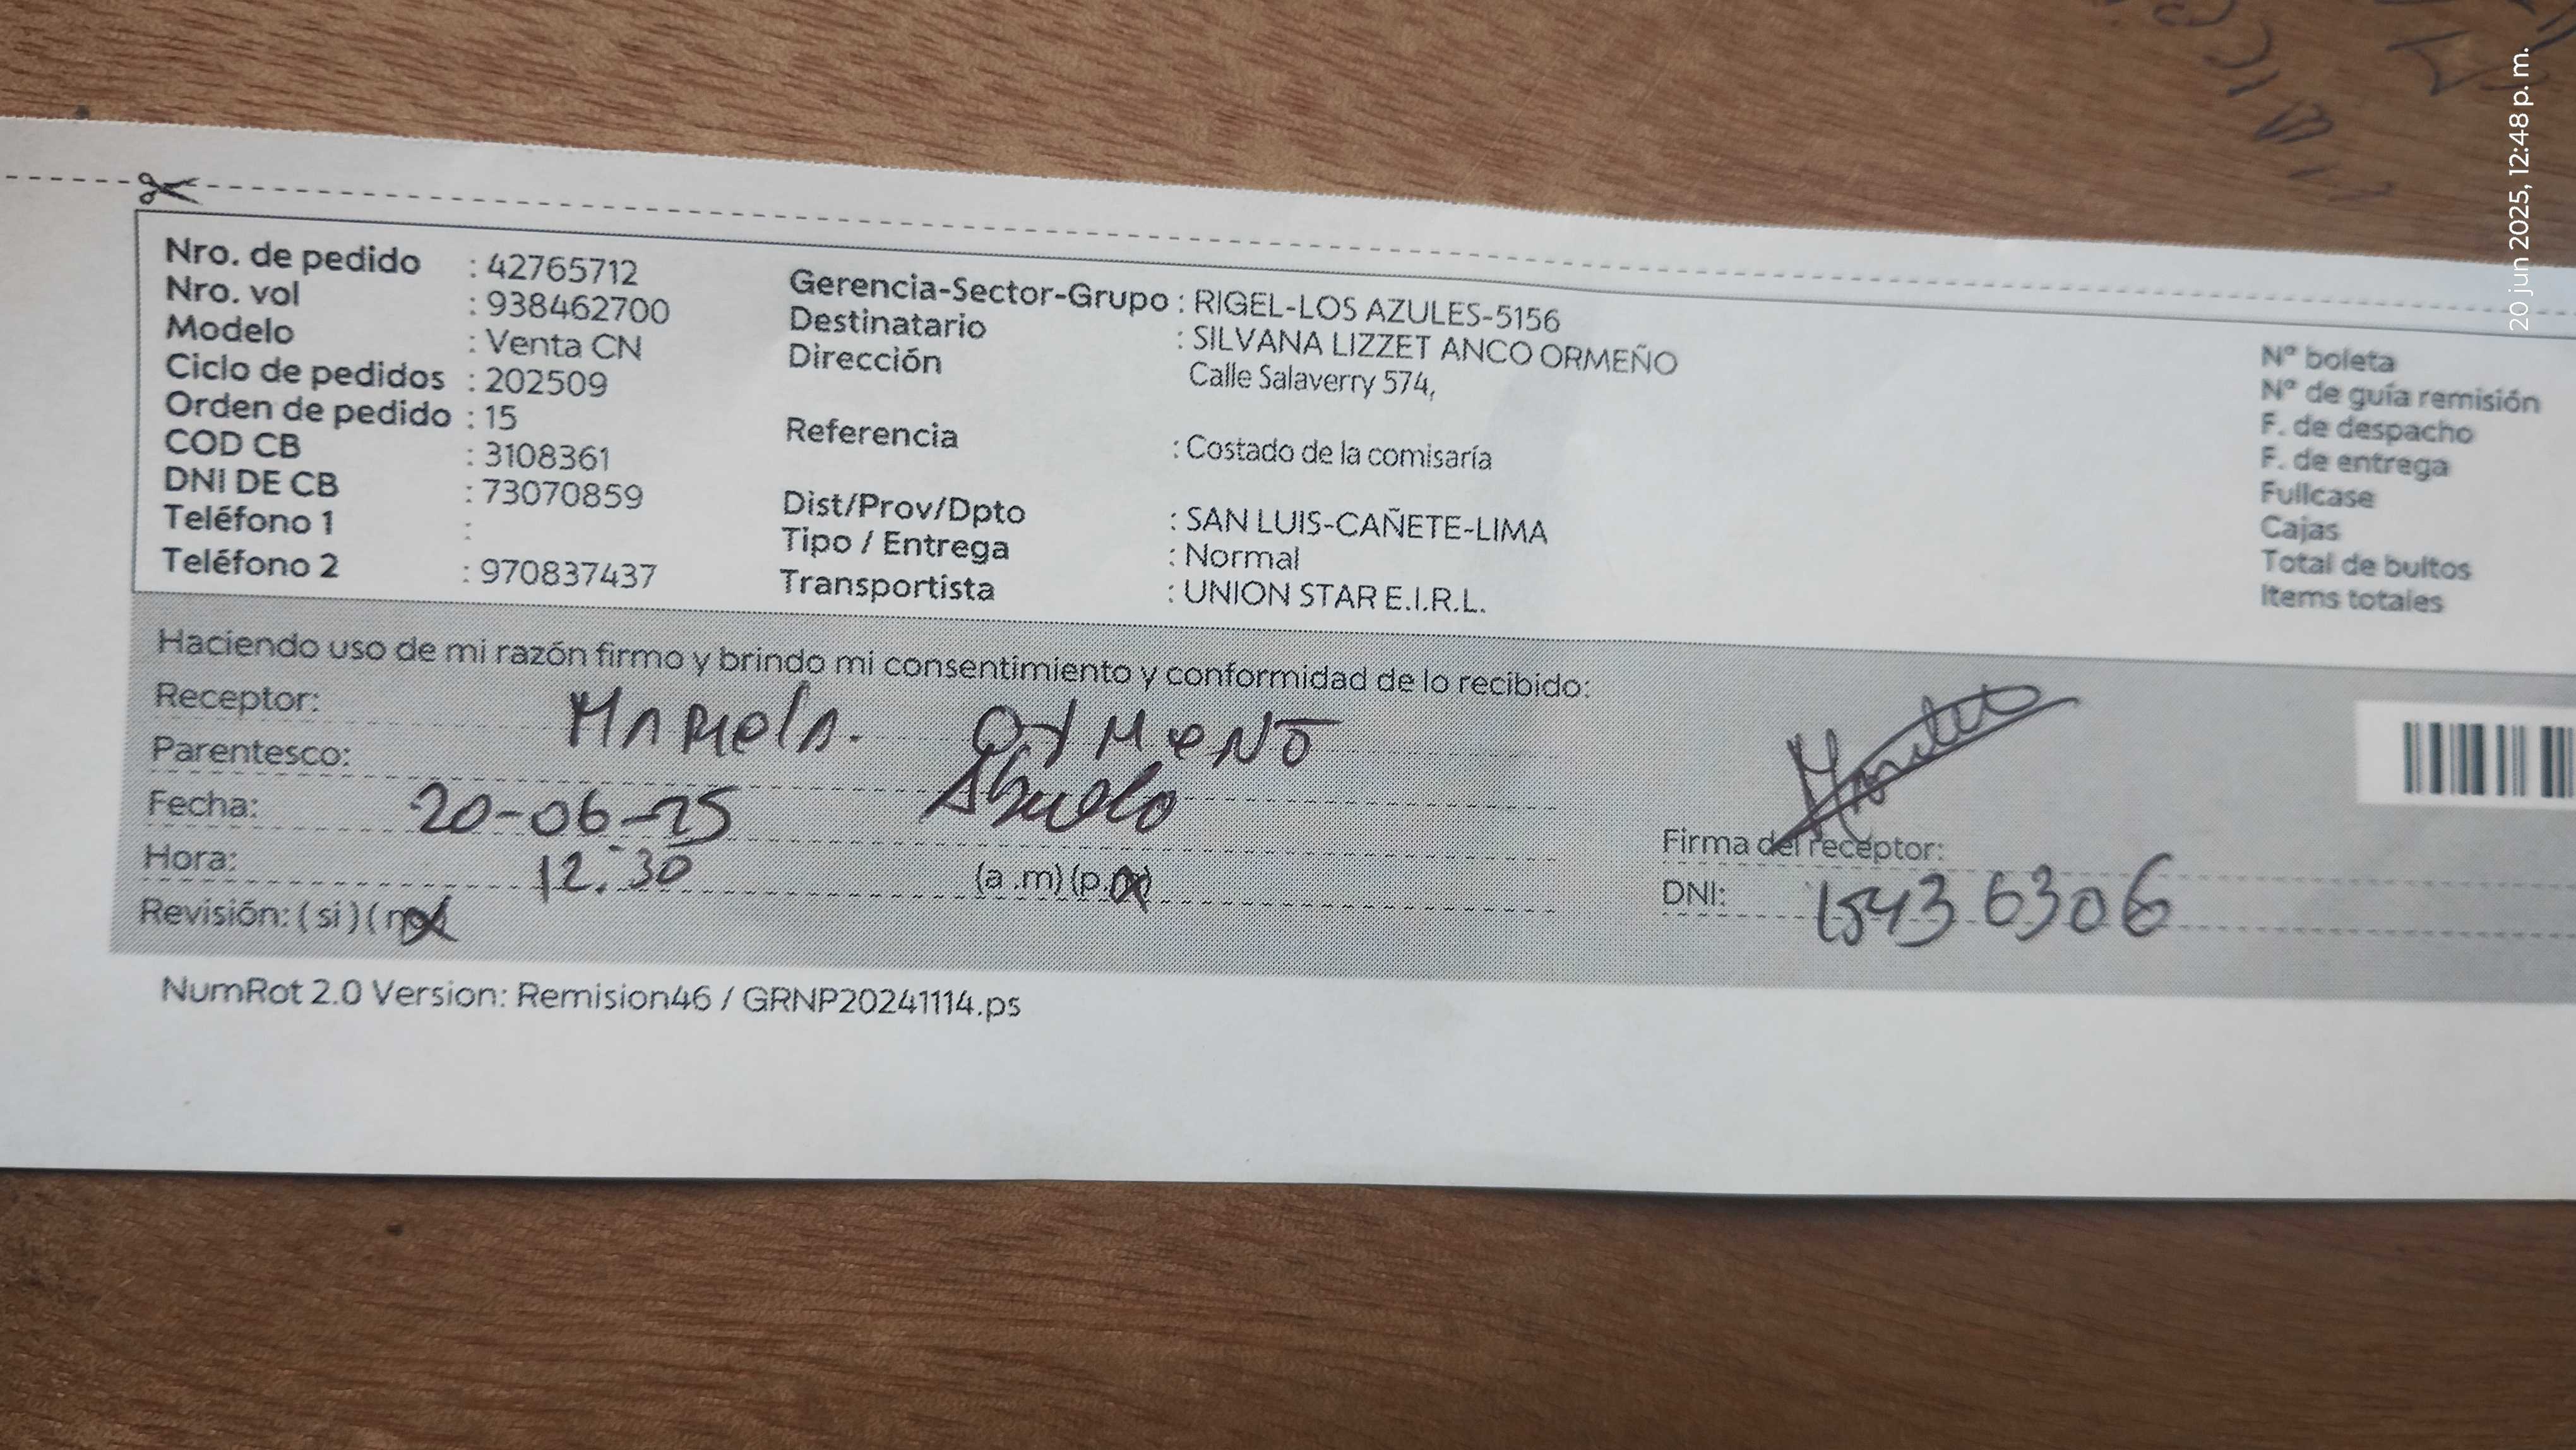 20 jun 2025, 12:48 p. m.
Nro. de pedido : 42765712
Nro. vol : 938462700
Modelo : Venta CN
Ciclo de pedidos : 202509
Orden de pedido : 15
COD CB : 3108361
DNI DE CB : 73070859
Teléfono 1 :
Teléfono 2 : 970837437
Gerencia-Sector-Grupo : RIGEL-LOS AZULES-5156
Destinatario : SILVANA LIZZET ANCO ORMEÑO
Dirección Calle Salaverry 574,
Referencia : Costado de la comisaría
Dist/Prov/Dpto : SAN LUIS-CAÑETE-LIMA
Tipo / Entrega : Normal
Transportista : UNION STAR E.I.R.L.
N° boleta
N° de guía remisión
F. de despacho
F. de entrega
Fullcase
Cajas
Total de bultos
Items totales
Haciendo uso de mi razón firmo y brindo mi consentimiento y conformidad de lo recibido:
Receptor: Mariela. Ormeño
Parentesco: Abuelo
Fecha: 20-06-25
Hora: 12:30 (a .m) (p.m)
Revisión: ( si ) ( no )
Firma del receptor:
DNI: 15436306
NumRot 2.0 Version: Remision46 / GRNP20241114.ps